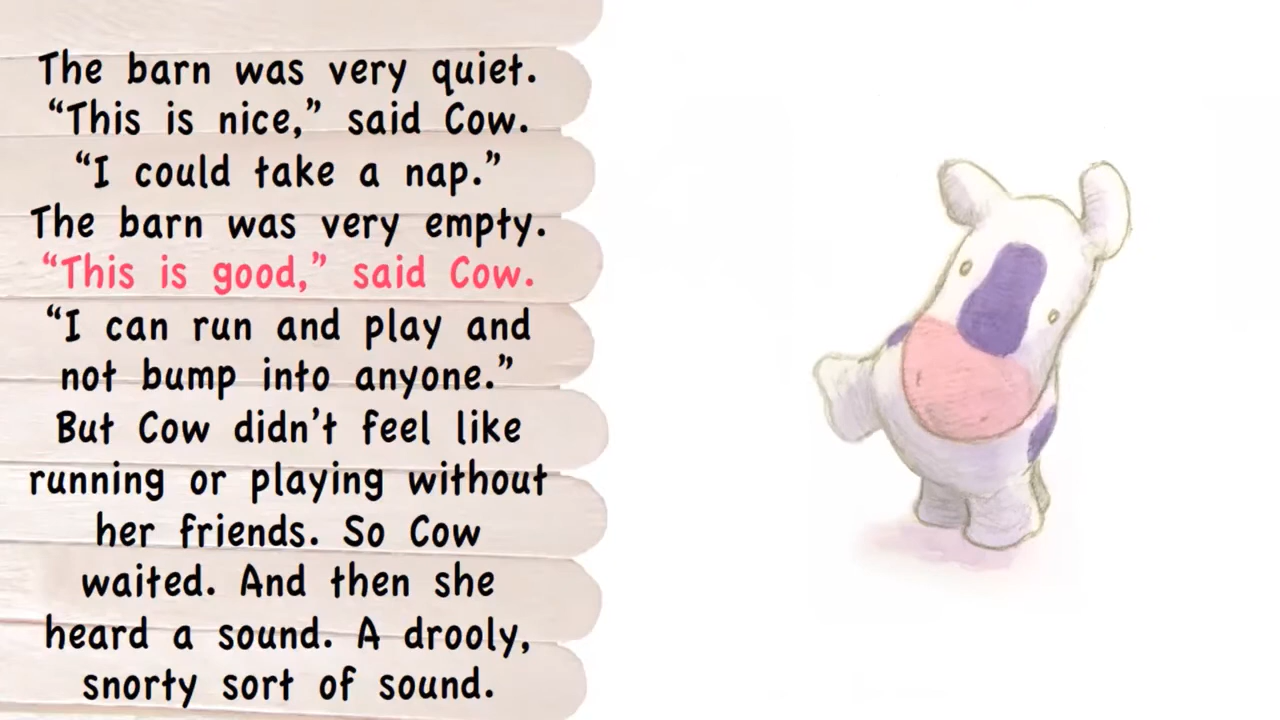 The barn was very quiet.
“This is nice,” said Cow.
“I could take a nap.”
The barn was very empty.
“This is good,” said Cow.
“I can run and play and
not bump into anyone.”
But Cow didn’t feel like
running or playing without
her friends. So Cow
waited. And then she
heard a sound. A drooly,
snorty sort of sound.